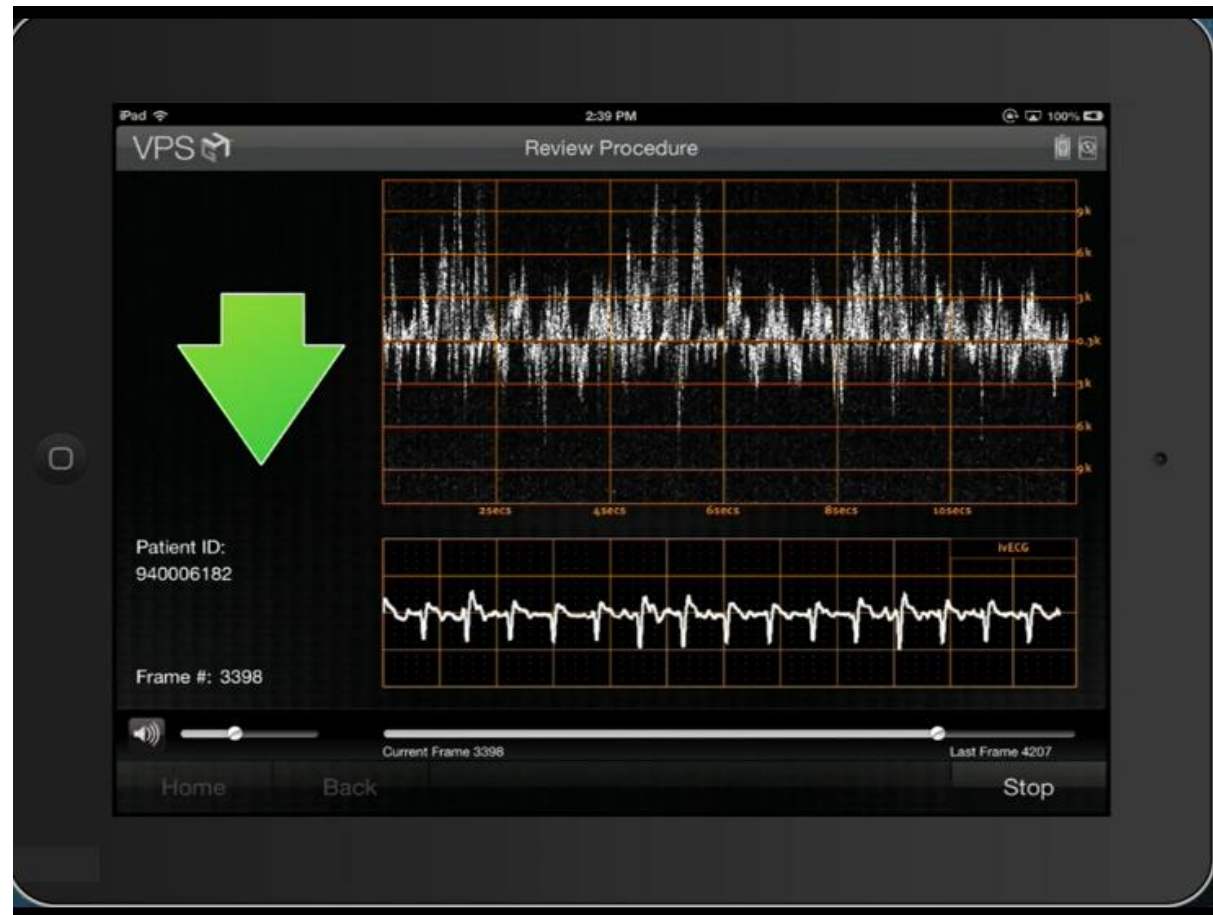 iPad 2:39 PM 100%
VPS Review Procedure
9k
6k
3k
0.3k
3k
6k
9k
2secs 4secs 6secs 8secs 10secs
Patient ID:
940006182
ivECG
Frame #: 3398
Current Frame 3398 Last Frame 4207
Home Back Stop